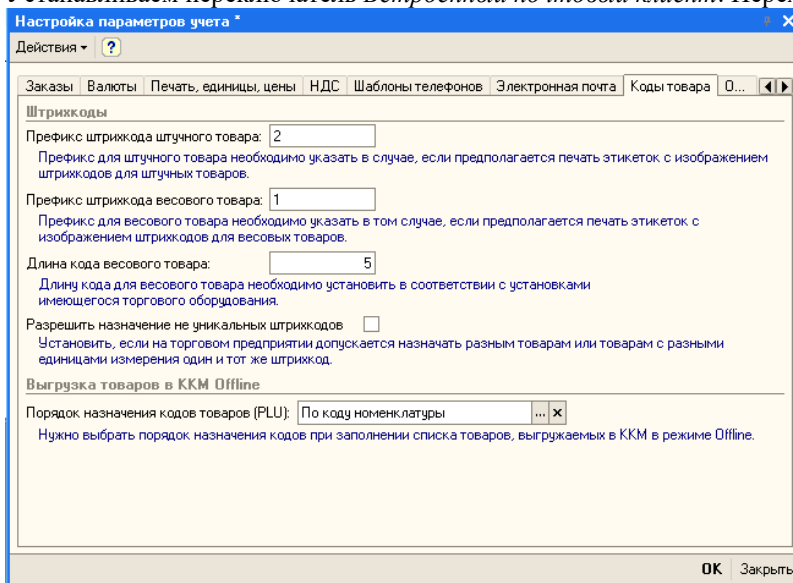 Устанавливаем переключатель Встроенный почтовый клиент. Перек
Настройка параметров учета *
Действия
Заказы Валюты Печать, единицы, цены НДС Шаблоны телефонов Электронная почта Коды товара О...
Штрихкоды
Префикс штрихкода штучного товара: 2
Префикс для штучного товара необходимо указать в случае, если предполагается печать этикеток с изображением
штрихкодов для штучных товаров.
Префикс штрихкода весового товара: 1
Префикс для весового товара необходимо указать в том случае, если предполагается печать этикеток с
изображением штрихкодов для весовых товаров.
Длина кода весового товара: 5
Длину кода для весового товара необходимо установить в соответствии с установками
имеющегося торгового оборудования.
Разрешить назначение не уникальных штрихкодов
Установить, если на торговом предприятии допускается назначать разным товарам или товарам с разными
единицами измерения один и тот же штрихкод.
Выгрузка товаров в ККМ Offline
Порядок назначения кодов товаров (PLU): По коду номенклатуры ... x
Нужно выбрать порядок назначения кодов при заполнении списка товаров, выгружаемых в ККМ в режиме Offline.
OK Закрыть